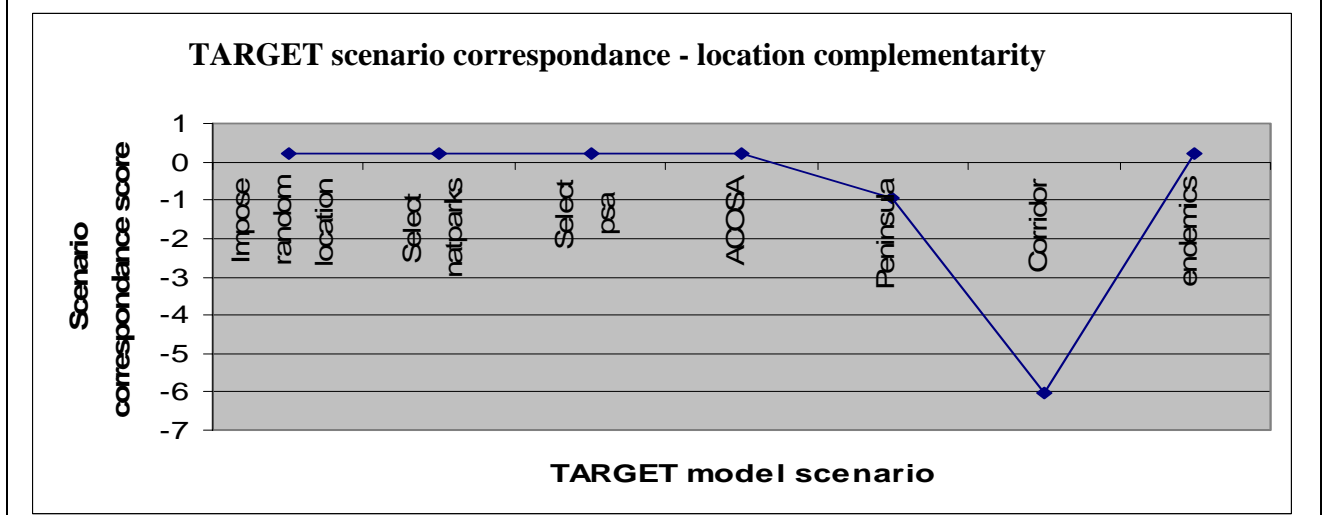 TARGET scenario correspondance - location complementarity
Scenario
correspondance score
1
0
-1
-2
-3
-4
-5
-6
-7
Impose
random
location
Select
natparks
Select
psa
ACOSA
Peninsula
Corridor
endemics
TARGET model scenario